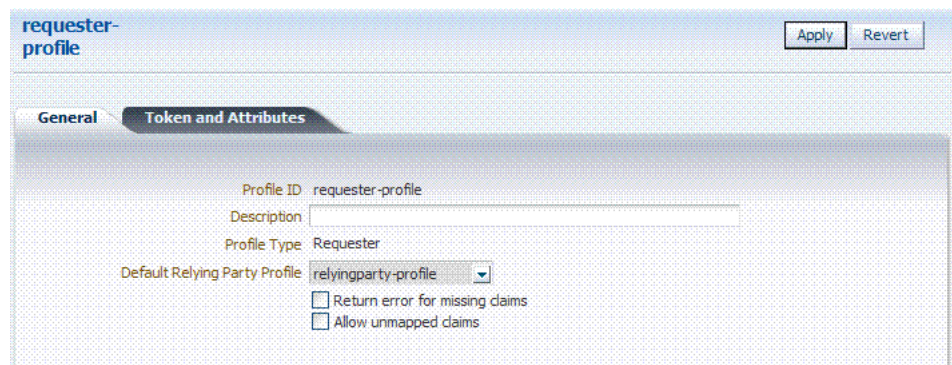 requester-
profile
Apply Revert
General Token and Attributes
Profile ID requester-profile
Description
Profile Type Requester
Default Relying Party Profile relyingparty-profile
Return error for missing claims
Allow unmapped claims